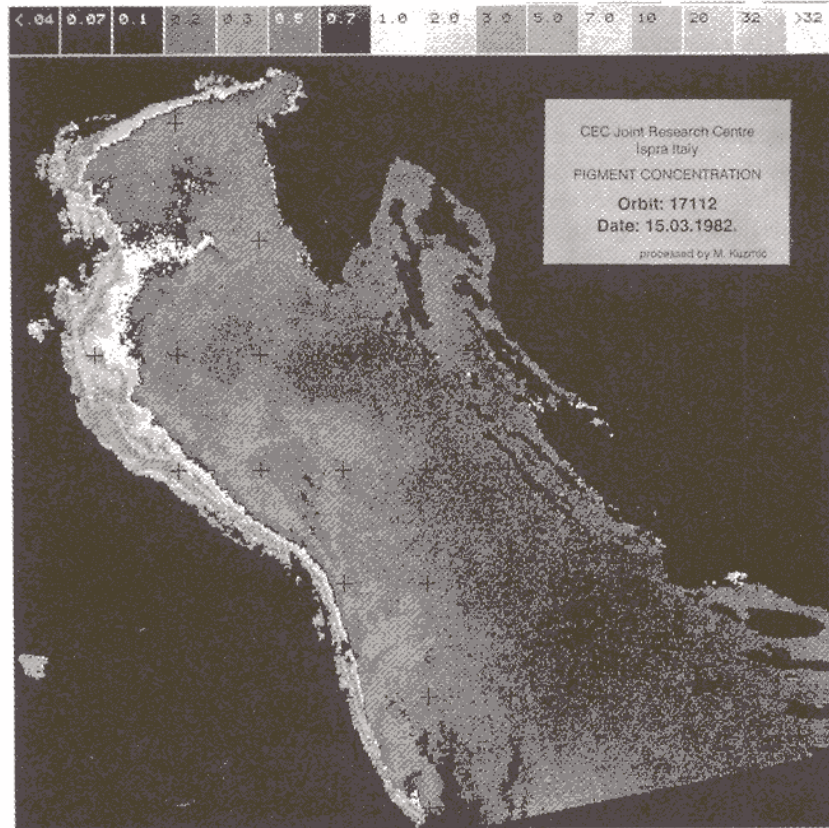 <.04 0.07 0.1 0.2 0.3 0.5 0.7 1.0 2.0 3.0 5.0 7.0 10 20 32 >32
CEC Joint Research Centre
Ispra Italy
PIGMENT CONCENTRATION
Orbit: 17112
Date: 15.03.1982.
processed by M. Kuzmic